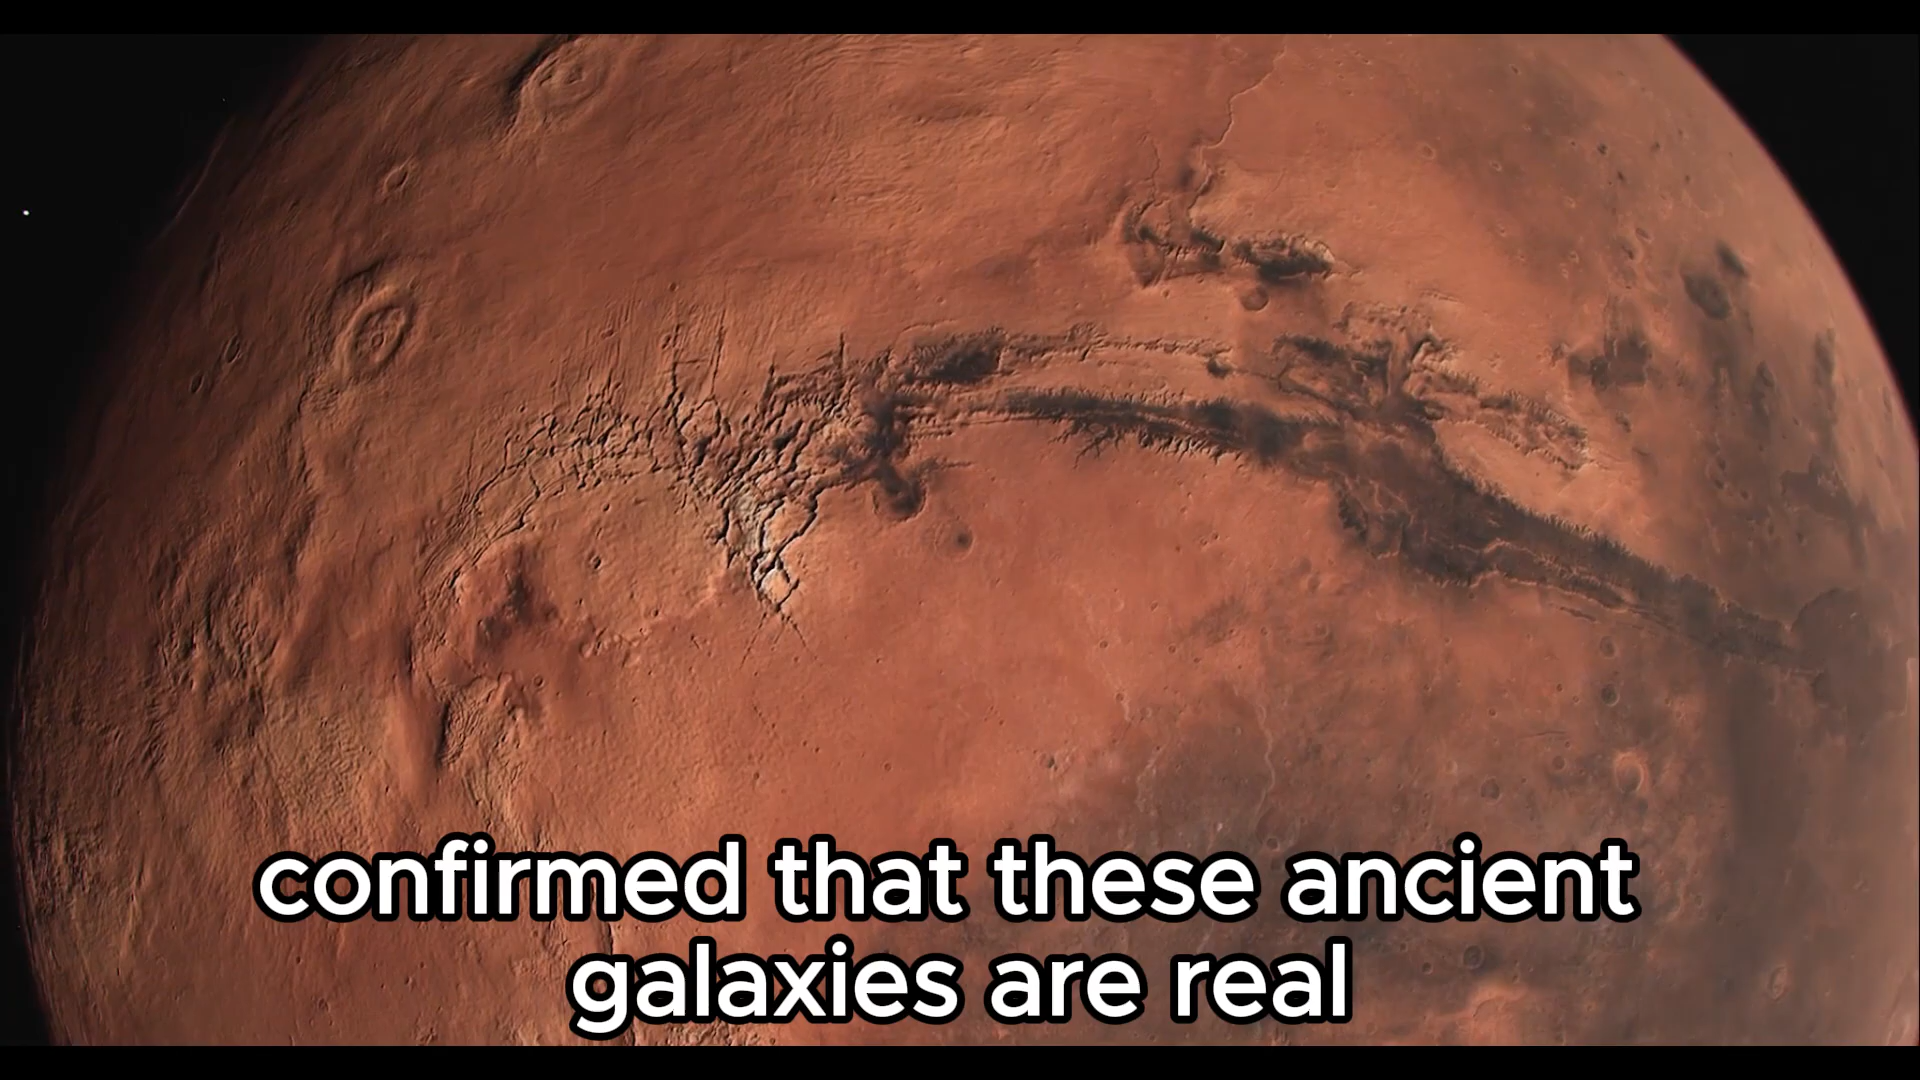 confirmed that these ancient
galaxies are real